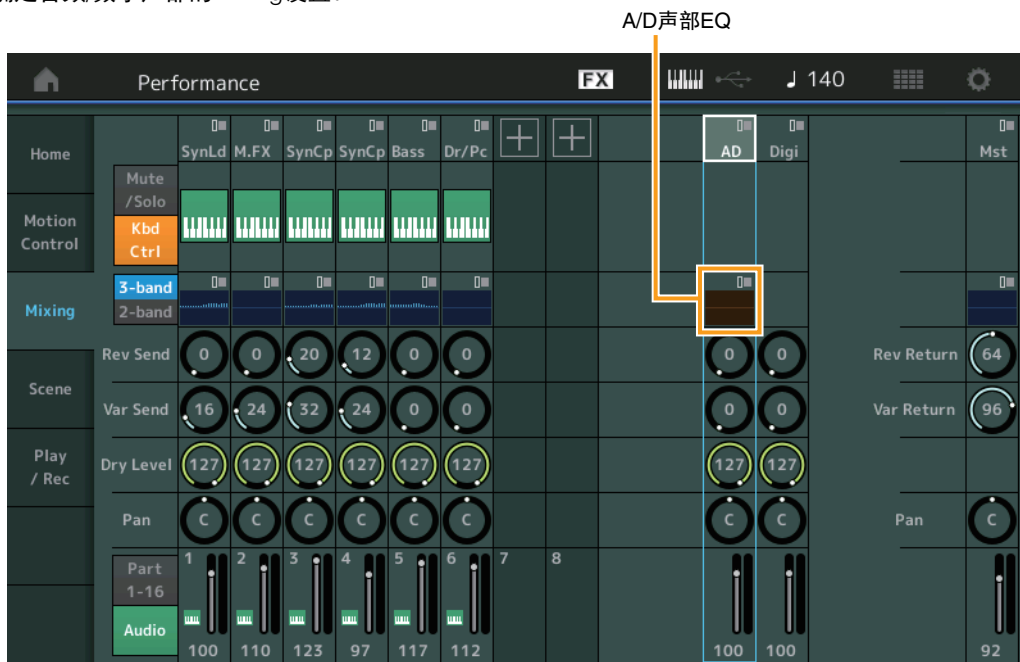 A/D声部EQ
Performance FX 140
Home
Motion
Control
Mixing
Scene
Play
/ Rec
SynLd M.FX SynCp SynCp Bass Dr/Pc AD Digi Mst
Mute
/Solo
Kbd
Ctrl
3-band
2-band
Rev Send 0 0 20 12 0 0 0 0 Rev Return 64
Var Send 16 24 32 24 0 0 0 0 Var Return 96
Dry Level 127 127 127 127 127 127 127 127
Pan C C C C C C C C Pan C
Part
1-16
Audio
1 2 3 4 5 6 7 8
100 110 123 97 117 112 100 100 92